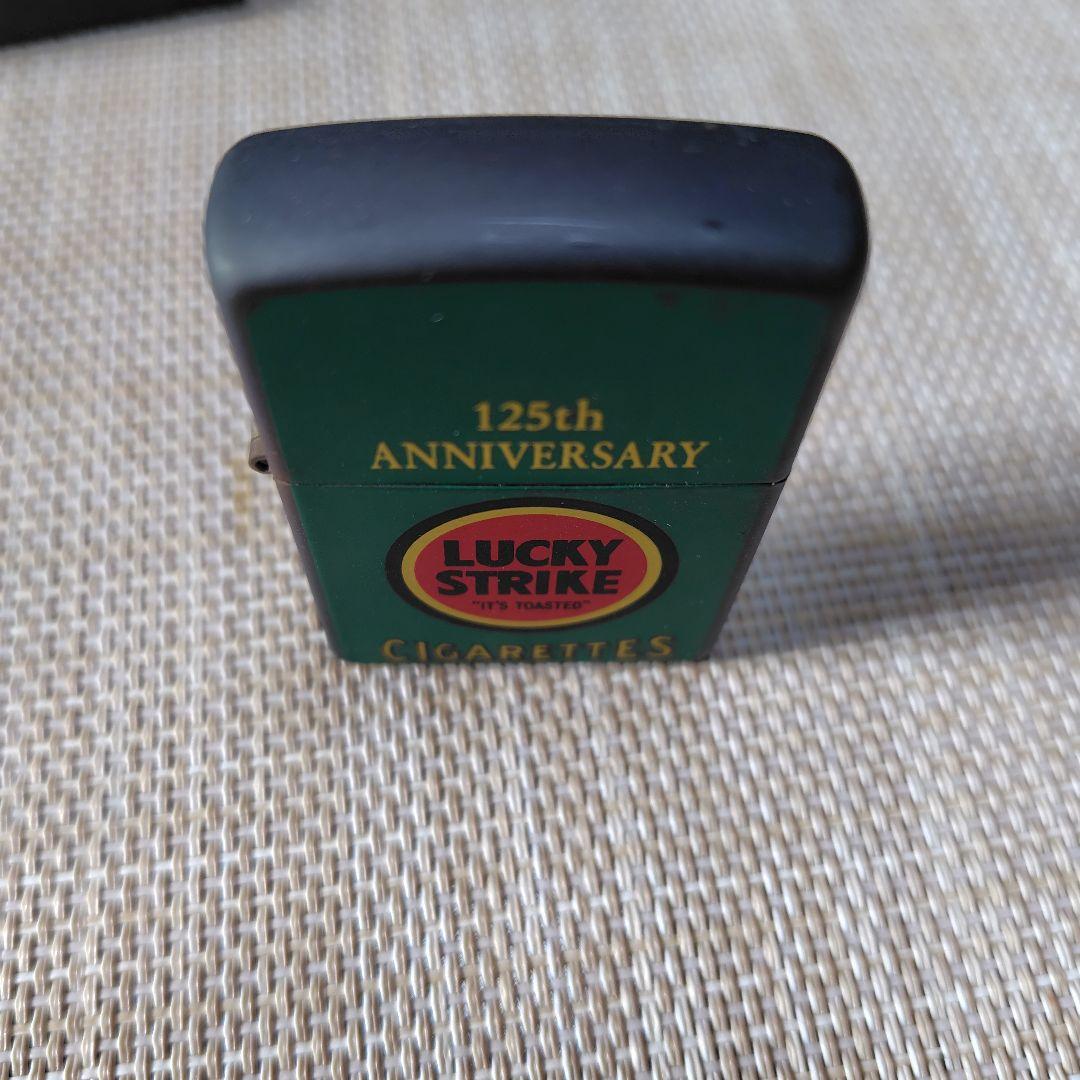 125th
ANNIVERSARY
LUCKY
STRIKE
"IT'S TOASTED"
CIGARETTES